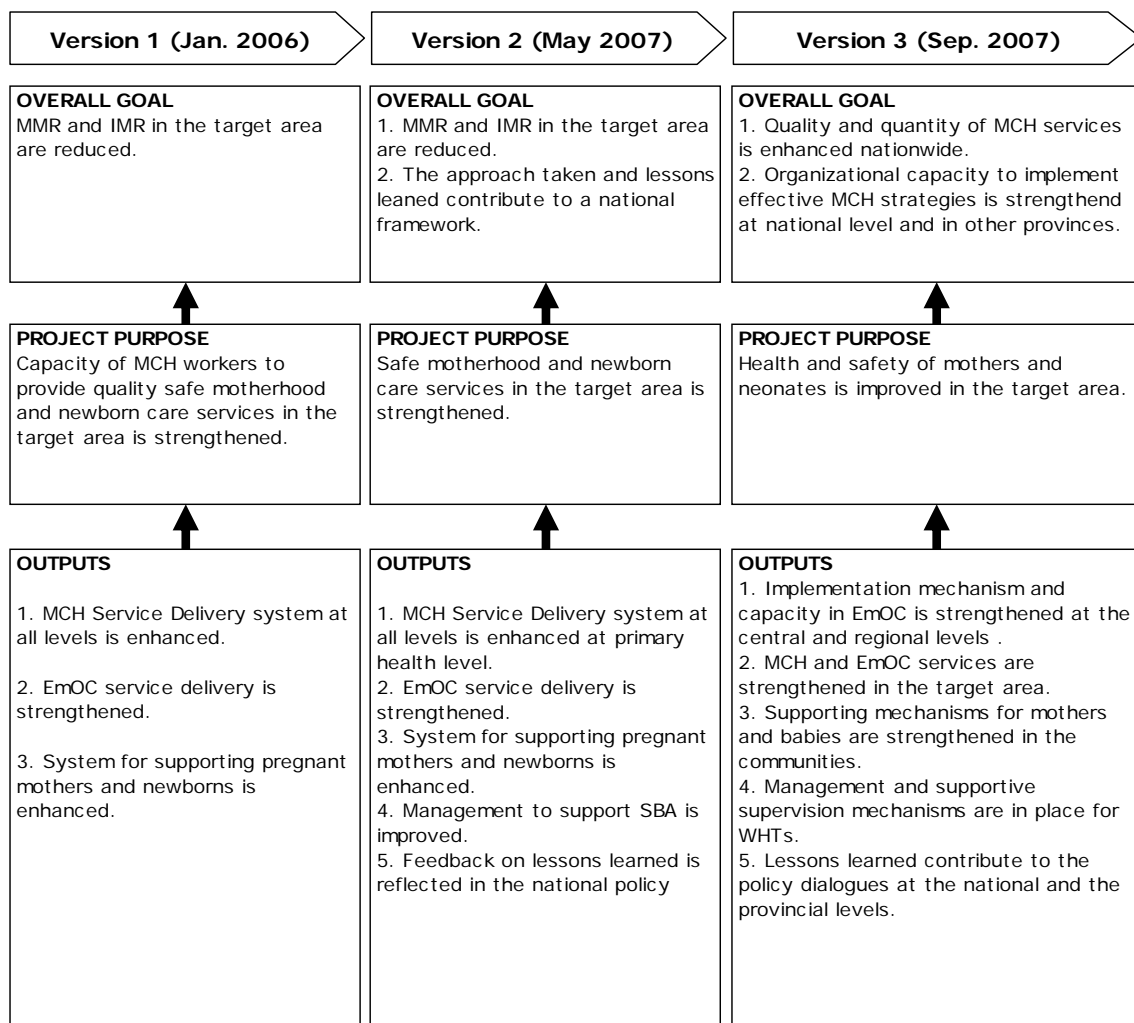 Version 1 (Jan. 2006)
Version 2 (May 2007)
Version 3 (Sep. 2007)
OVERALL GOAL
MMR and IMR in the target area
are reduced.
OVERALL GOAL
1. MMR and IMR in the target area
are reduced.
2. The approach taken and lessons
leaned contribute to a national
framework.
OVERALL GOAL
1. Quality and quantity of MCH services
is enhanced nationwide.
2. Organizational capacity to implement
effective MCH strategies is strengthend
at national level and in other provinces.
PROJECT PURPOSE
Capacity of MCH workers to
provide quality safe motherhood
and newborn care services in the
target area is strengthened.
PROJECT PURPOSE
Safe motherhood and newborn
care services in the target area is
strengthened.
PROJECT PURPOSE
Health and safety of mothers and
neonates is improved in the target area.
OUTPUTS
1. MCH Service Delivery system at
all levels is enhanced.
2. EmOC service delivery is
strengthened.
3. System for supporting pregnant
mothers and newborns is
enhanced.
OUTPUTS
1. MCH Service Delivery system at
all levels is enhanced at primary
health level.
2. EmOC service delivery is
strengthened.
3. System for supporting pregnant
mothers and newborns is
enhanced.
4. Management to support SBA is
improved.
5. Feedback on lessons learned is
reflected in the national policy
OUTPUTS
1. Implementation mechanism and
capacity in EmOC is strengthened at the
central and regional levels .
2. MCH and EmOC services are
strengthened in the target area.
3. Supporting mechanisms for mothers
and babies are strengthened in the
communities.
4. Management and supportive
supervision mechanisms are in place for
WHTs.
5. Lessons learned contribute to the
policy dialogues at the national and the
provincial levels.